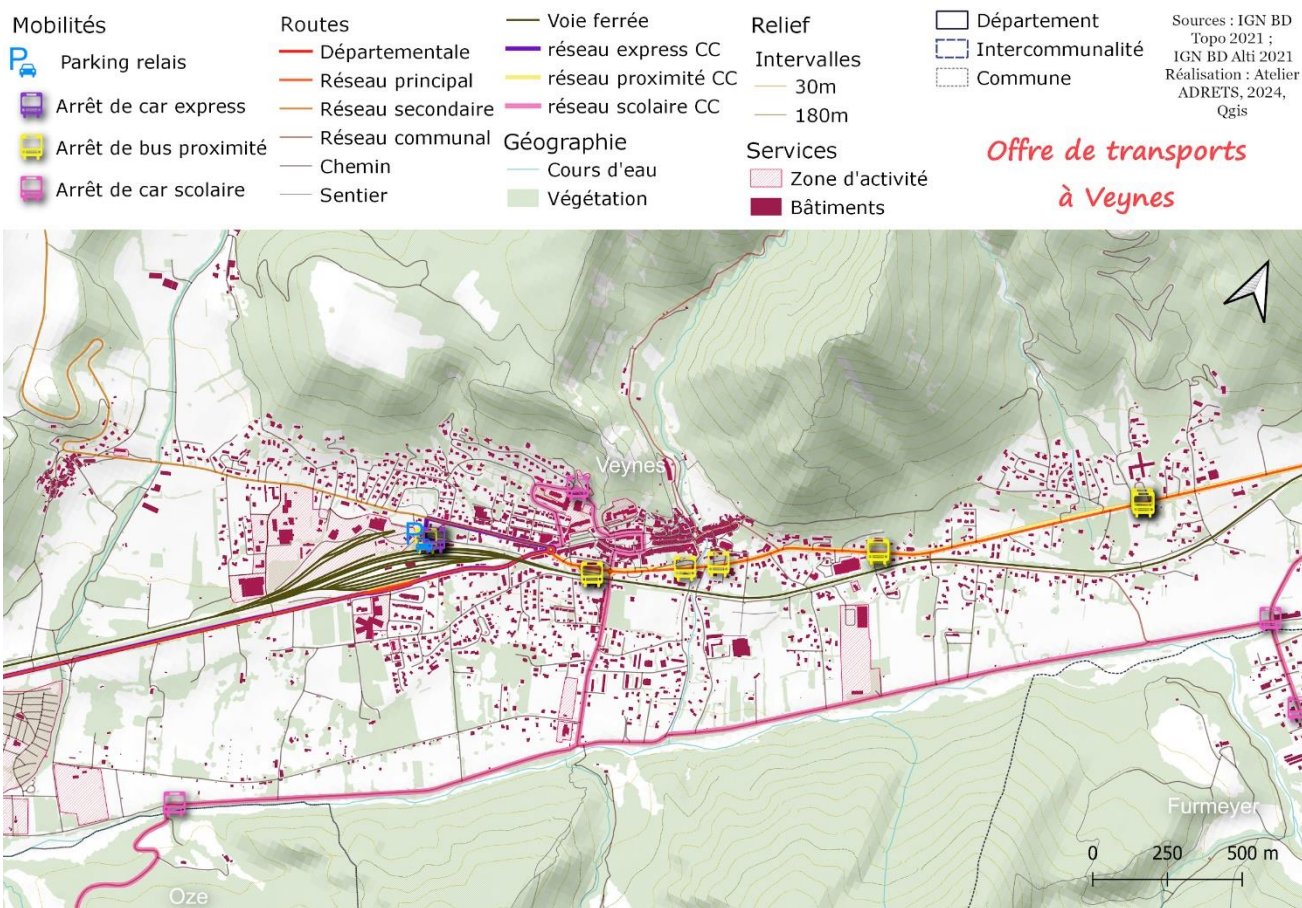 Mobilités
Parking relais
Arrêt de car express
Arrêt de bus proximité
Arrêt de car scolaire
Routes
Départementale
Réseau principal
Réseau secondaire
Réseau communal
Chemin
Sentier
Voie ferrée
réseau express CC
réseau proximité CC
réseau scolaire CC
Géographie
Cours d'eau
Végétation
Relief
Intervalles
30m
180m
Services
Zone d'activité
Bâtiments
Département
Intercommunalité
Commune
Sources : IGN BD
Topo 2021 ;
IGN BD Alti 2021
Réalisation : Atelier
ADRETS, 2024,
Qgis
Offre de transports
à Veynes
Veynes
Furmeyer
Oze
0 250 500 m